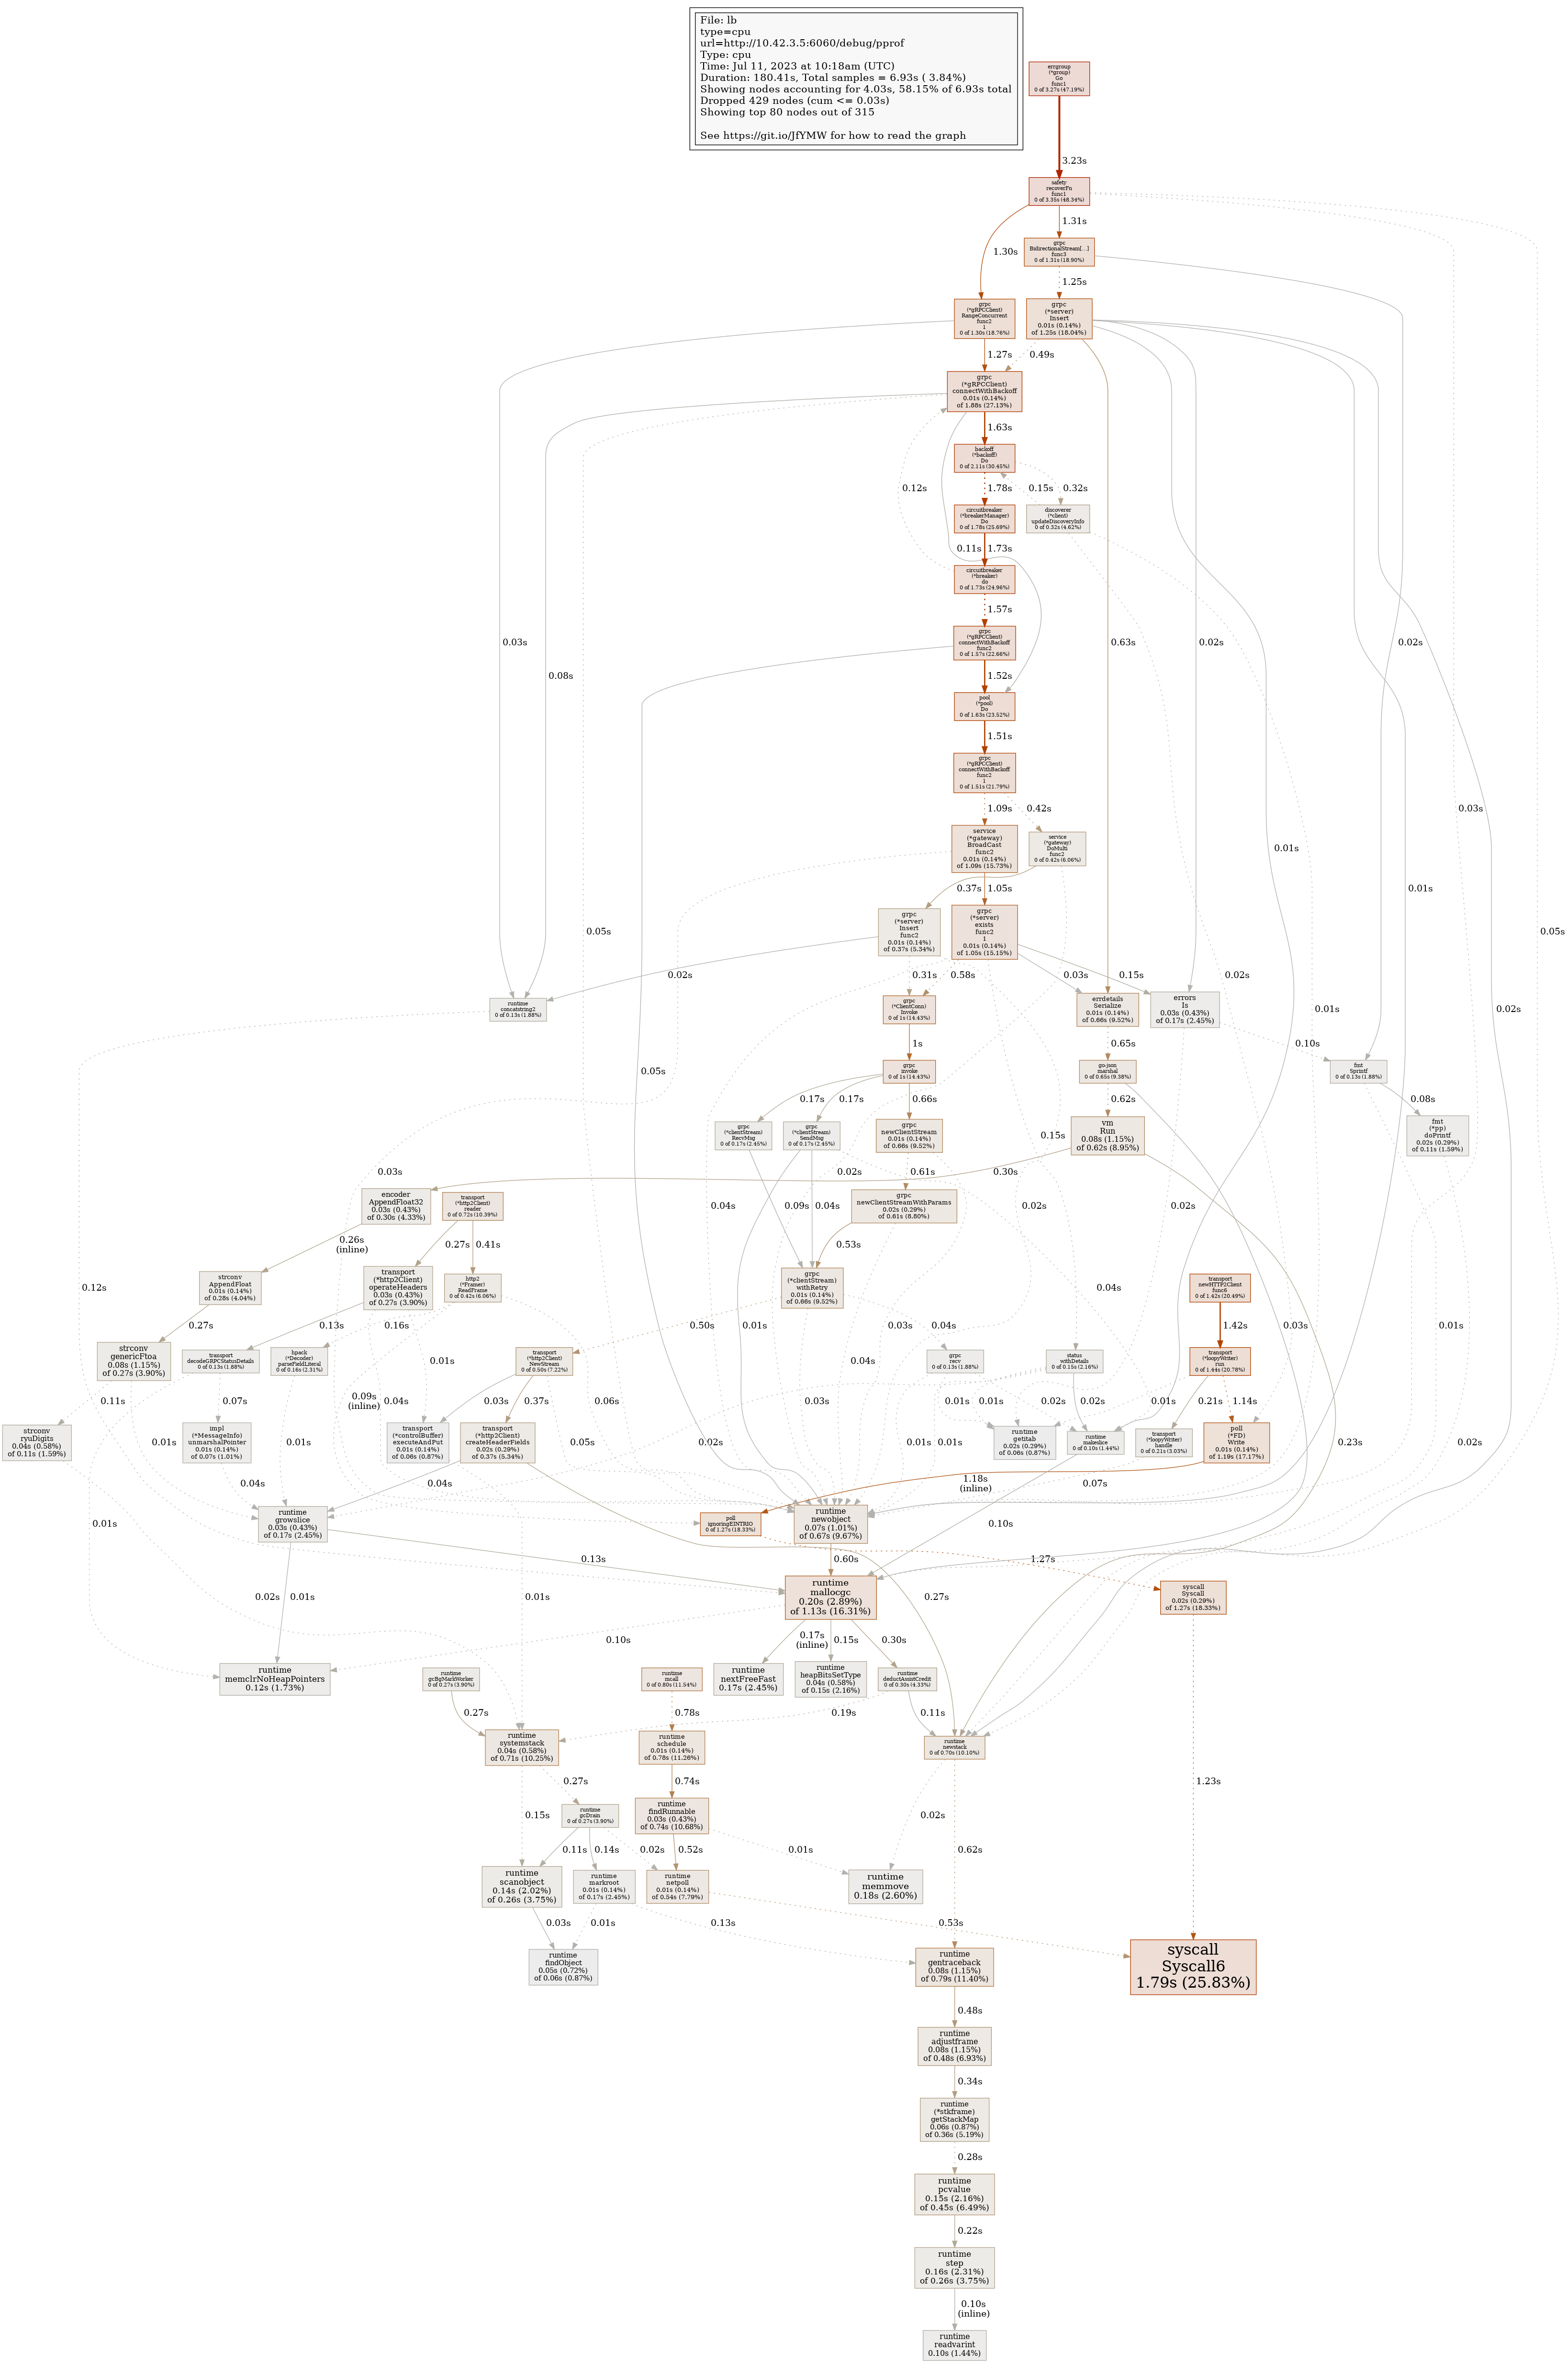 File: lb
type=cpu
url=http://10.42.3.5:6060/debug/pprof
Type: cpu
Time: Jul 11, 2023 at 10:18am (UTC)
Duration: 180.41s, Total samples = 6.93s ( 3.84%)
Showing nodes accounting for 4.03s, 58.15% of 6.93s total
Dropped 429 nodes (cum <= 0.03s)
Showing top 80 nodes out of 315
See https://git.io/JfYMW for how to read the graph
errgroup
(*group)
Go
func1
0 of 3.27s (47.19%)
3.23s
safety
recoverFn
func1
0 of 3.35s (48.34%)
1.31s
1.30s
grpc
BidirectionalStream[…]
func3
0 of 1.31s (18.90%)
1.25s
grpc
(*gRPCClient)
RangeConcurrent
func2
1
0 of 1.30s (18.76%)
grpc
(*server)
Insert
0.01s (0.14%)
of 1.25s (18.04%)
1.27s
0.49s
grpc
(*gRPCClient)
connectWithBackoff
0.01s (0.14%)
of 1.88s (27.13%)
1.63s
backoff
(*backoff)
Do
0 of 2.11s (30.45%)
0.12s
1.78s
0.15s
0.32s
circuitbreaker
(*breakerManager)
Do
0 of 1.78s (25.69%)
discoverer
(*client)
updateDiscoveryInfo
0 of 0.32s (4.62%)
0.11s
1.73s
circuitbreaker
(*breaker)
do
0 of 1.73s (24.96%)
1.57s
grpc
(*gRPCClient)
connectWithBackoff
func2
0 of 1.57s (22.66%)
0.03s
0.08s
0.63s
0.02s
0.02s
1.52s
pool
(*pool)
Do
0 of 1.63s (23.52%)
1.51s
grpc
(*gRPCClient)
connectWithBackoff
func2
1
0 of 1.51s (21.79%)
1.09s
0.42s
0.03s
service
(*gateway)
BroadCast
func2
0.01s (0.14%)
of 1.09s (15.73%)
service
(*gateway)
DoMulti
func2
0 of 0.42s (6.06%)
0.01s
0.37s
1.05s
0.01s
grpc
(*server)
Insert
func2
0.01s (0.14%)
of 0.37s (5.34%)
grpc
(*server)
exists
func2
1
0.01s (0.14%)
of 1.05s (15.15%)
0.05s
0.05s
0.02s
0.31s
0.58s
0.03s
0.15s
0.02s
runtime
concatstring2
0 of 0.13s (1.88%)
grpc
(*ClientConn)
Invoke
0 of 1s (14.43%)
errdetails
Serialize
0.01s (0.14%)
of 0.66s (9.52%)
errors
Is
0.03s (0.43%)
of 0.17s (2.45%)
0.01s
0.02s
1s
0.65s
0.10s
grpc
invoke
0 of 1s (14.43%)
go-json
marshal
0 of 0.65s (9.38%)
fmt
Sprintf
0 of 0.13s (1.88%)
0.05s
0.17s
0.17s
0.66s
0.62s
0.08s
grpc
(*clientStream)
RecvMsg
0 of 0.17s (2.45%)
grpc
(*clientStream)
SendMsg
0 of 0.17s (2.45%)
grpc
newClientStream
0.01s (0.14%)
of 0.66s (9.52%)
vm
Run
0.08s (1.15%)
of 0.62s (8.95%)
fmt
(*pp)
doPrintf
0.02s (0.29%)
of 0.11s (1.59%)
0.15s
0.03s
0.02s
0.61s
0.30s
encoder
AppendFloat32
0.03s (0.43%)
of 0.30s (4.33%)
transport
(*http2Client)
reader
0 of 0.72s (10.39%)
grpc
newClientStreamWithParams
0.02s (0.29%)
of 0.61s (8.80%)
0.04s
0.09s
0.04s
0.02s
0.02s
0.26s
(inline)
0.27s
0.41s
0.53s
0.12s
strconv
AppendFloat
0.01s (0.14%)
of 0.28s (4.04%)
transport
(*http2Client)
operateHeaders
0.03s (0.43%)
of 0.27s (3.90%)
http2
(*Framer)
ReadFrame
0 of 0.42s (6.06%)
grpc
(*clientStream)
withRetry
0.01s (0.14%)
of 0.66s (9.52%)
0.04s
transport
newHTTP2Client
func6
0 of 1.42s (20.49%)
0.27s
0.13s
0.16s
0.50s
0.01s
0.03s
0.04s
1.42s
0.03s
0.01s
strconv
genericFtoa
0.08s (1.15%)
of 0.27s (3.90%)
transport
decodeGRPCStatusDetails
0 of 0.13s (1.88%)
hpack
(*Decoder)
parseFieldLiteral
0 of 0.16s (2.31%)
transport
(*http2Client)
NewStream
0 of 0.50s (7.22%)
grpc
recv
0 of 0.13s (1.88%)
status
withDetails
0 of 0.15s (2.16%)
transport
(*loopyWriter)
run
0 of 1.44s (20.78%)
0.01s
0.04s
0.11s
0.07s
0.09s
(inline)
0.04s
0.03s
0.37s
0.06s
0.03s
0.01s
0.01s
0.02s
0.02s
0.01s
0.21s
1.14s
strconv
ryuDigits
0.04s (0.58%)
of 0.11s (1.59%)
impl
(*MessageInfo)
unmarshalPointer
0.01s (0.14%)
of 0.07s (1.01%)
transport
(*controlBuffer)
executeAndPut
0.01s (0.14%)
of 0.06s (0.87%)
transport
(*http2Client)
createHeaderFields
0.02s (0.29%)
of 0.37s (5.34%)
runtime
getitab
0.02s (0.29%)
of 0.06s (0.87%)
runtime
makeslice
0 of 0.10s (1.44%)
transport
(*loopyWriter)
handle
0 of 0.21s (3.03%)
poll
(*FD)
Write
0.01s (0.14%)
of 1.19s (17.17%)
0.01s
0.01s
0.05s
0.02s
0.01s
0.01s
0.23s
0.02s
0.04s
0.04s
1.18s
(inline)
0.07s
runtime
growslice
0.03s (0.43%)
of 0.17s (2.45%)
poll
ignoringEINTRIO
0 of 1.27s (18.33%)
runtime
newobject
0.07s (1.01%)
of 0.67s (9.67%)
0.10s
0.01s
0.13s
0.60s
1.27s
0.02s
0.01s
0.01s
0.27s
runtime
mallocgc
0.20s (2.89%)
of 1.13s (16.31%)
syscall
Syscall
0.02s (0.29%)
of 1.27s (18.33%)
0.10s
0.17s
(inline)
0.15s
0.30s
runtime
memclrNoHeapPointers
0.12s (1.73%)
runtime
gcBgMarkWorker
0 of 0.27s (3.90%)
runtime
mcall
0 of 0.80s (11.54%)
runtime
nextFreeFast
0.17s (2.45%)
runtime
heapBitsSetType
0.04s (0.58%)
of 0.15s (2.16%)
runtime
deductAssistCredit
0 of 0.30s (4.33%)
0.27s
0.78s
0.19s
0.11s
runtime
systemstack
0.04s (0.58%)
of 0.71s (10.25%)
runtime
schedule
0.01s (0.14%)
of 0.78s (11.26%)
runtime
newstack
0 of 0.70s (10.10%)
0.27s
0.74s
1.23s
0.15s
runtime
gcDrain
0 of 0.27s (3.90%)
runtime
findRunnable
0.03s (0.43%)
of 0.74s (10.68%)
0.02s
0.62s
0.11s
0.14s
0.02s
0.52s
0.01s
runtime
scanobject
0.14s (2.02%)
of 0.26s (3.75%)
runtime
markroot
0.01s (0.14%)
of 0.17s (2.45%)
runtime
netpoll
0.01s (0.14%)
of 0.54s (7.79%)
runtime
memmove
0.18s (2.60%)
0.03s
0.01s
0.13s
0.53s
runtime
findObject
0.05s (0.72%)
of 0.06s (0.87%)
runtime
gentraceback
0.08s (1.15%)
of 0.79s (11.40%)
syscall
Syscall6
1.79s (25.83%)
0.48s
runtime
adjustframe
0.08s (1.15%)
of 0.48s (6.93%)
0.34s
runtime
(*stkframe)
getStackMap
0.06s (0.87%)
of 0.36s (5.19%)
0.28s
runtime
pcvalue
0.15s (2.16%)
of 0.45s (6.49%)
0.22s
runtime
step
0.16s (2.31%)
of 0.26s (3.75%)
0.10s
(inline)
runtime
readvarint
0.10s (1.44%)